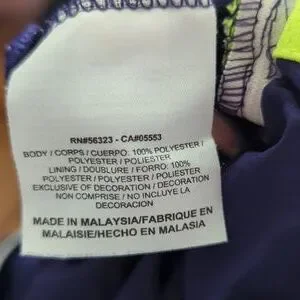 RN#56323 - CA#05553
BODY / CORPS / CUERPO: 100% POLYESTER /
POLYESTER / POLIESTER
LINING / DOUBLURE / FORRO: 100%
POLYESTER / POLYESTER / POLIESTER
EXCLUSIVE OF DECORATION / DECORATION
NON COMPRISE / NO INCLUYE LA
DECORACION
MADE IN MALAYSIA/FABRIQUE EN
MALAISIE/HECHO EN MALASIA